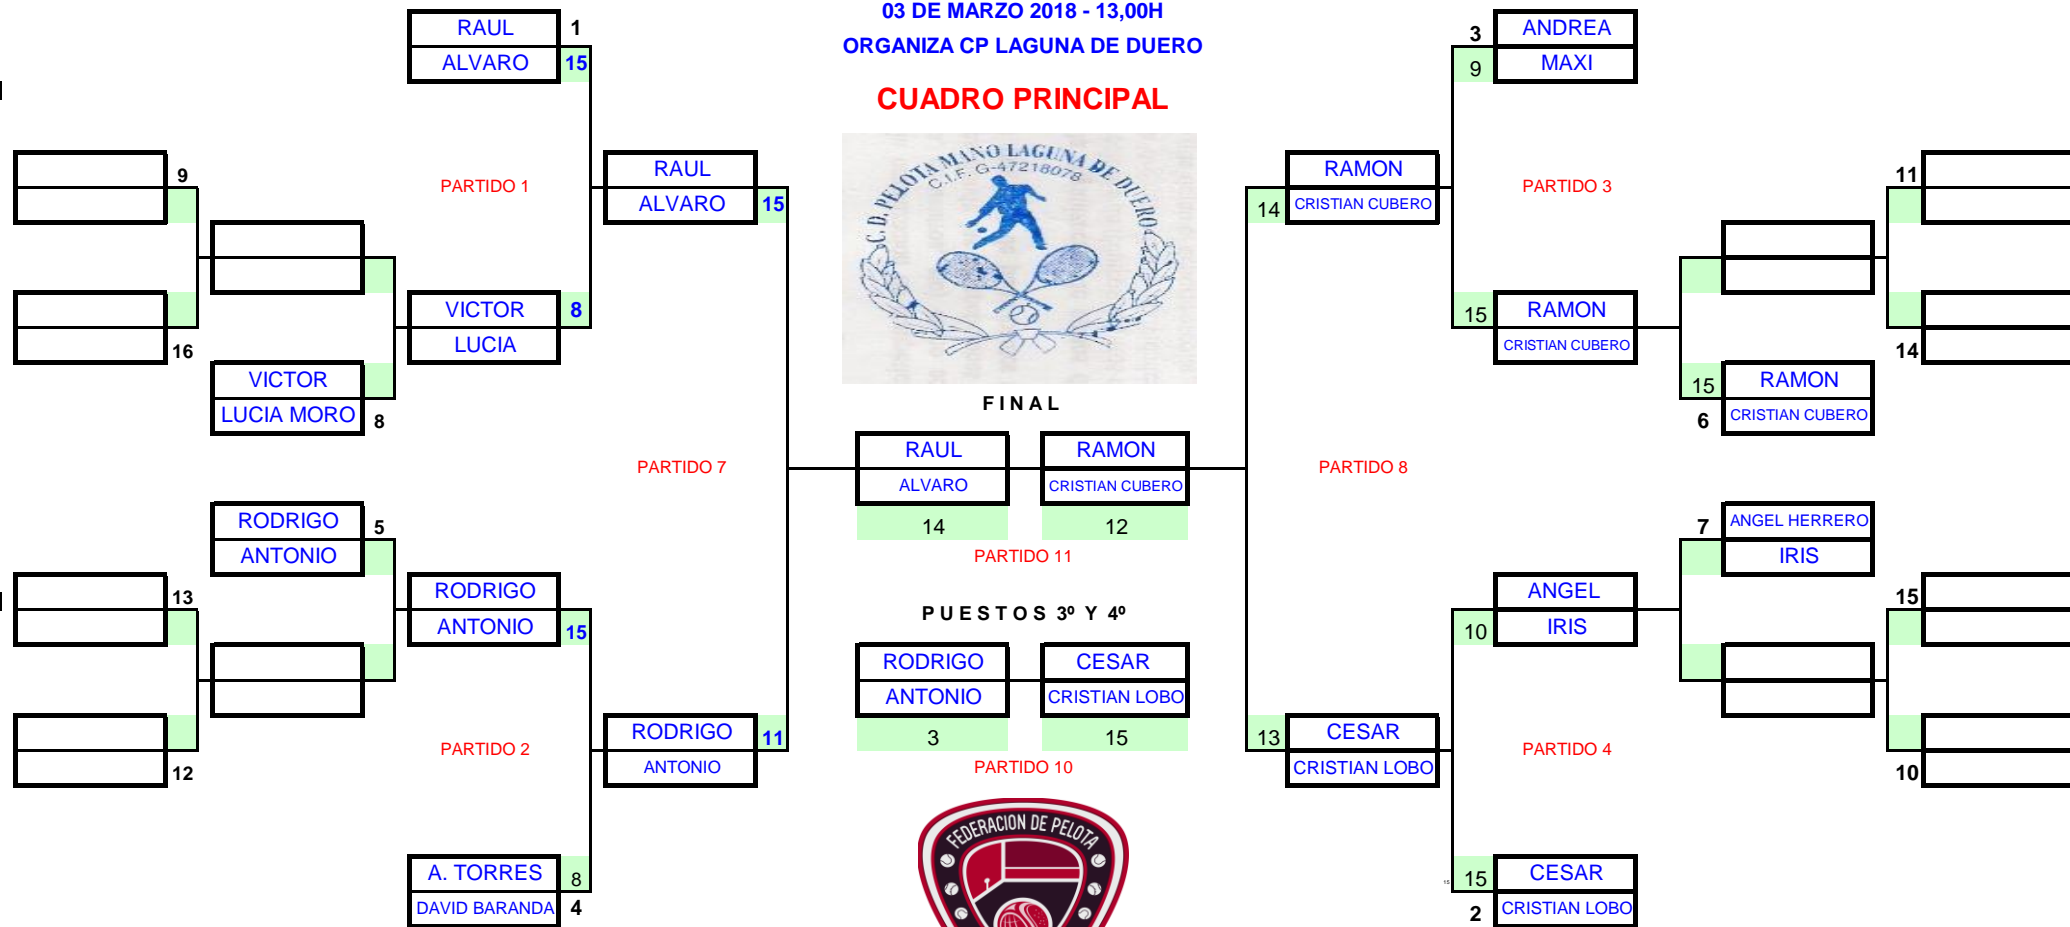 03 DE MARZO 2018 - 13,00H
ORGANIZA CP LAGUNA DE DUERO
CUADRO PRINCIPAL
C.D. PELOTA MANO LAGUNA DE DUERO
C.I.F. G-47218078
RAUL 1
ALVARO 15
PARTIDO 1
9
16
VICTOR 8
LUCIA
VICTOR
LUCIA MORO 8
RAUL
ALVARO 15
PARTIDO 7
RODRIGO 5
ANTONIO
13
12
RODRIGO
ANTONIO 15
PARTIDO 2
RODRIGO 11
ANTONIO
A. TORRES 8
DAVID BARANDA 4
FINAL
RAUL RAMON
ALVARO CRISTIAN CUBERO
14 12
PARTIDO 11
PUESTOS 3º Y 4º
RODRIGO CESAR
ANTONIO CRISTIAN LOBO
3 15
PARTIDO 10
FEDERACION DE PELOTA
3 ANDREA
9 MAXI
RAMON
14 CRISTIAN CUBERO
PARTIDO 3
11
14
15 RAMON
CRISTIAN CUBERO
15 RAMON
6 CRISTIAN CUBERO
PARTIDO 8
7 ANGEL HERRERO
IRIS
ANGEL
10 IRIS
15
10
13 CESAR
CRISTIAN LOBO
PARTIDO 4
15 15 CESAR
2 CRISTIAN LOBO